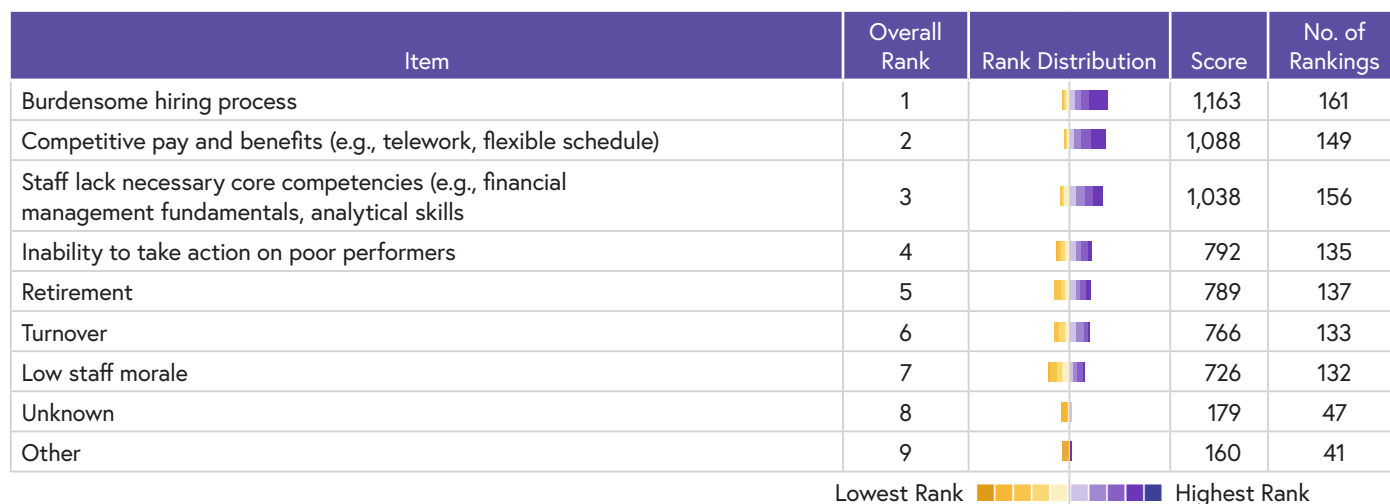 Item Overall Rank Rank Distribution Score No. of Rankings
Burdensome hiring process 1 1,163 161
Competitive pay and benefits (e.g., telework, flexible schedule) 2 1,088 149
Staff lack necessary core competencies (e.g., financial
management fundamentals, analytical skills 3 1,038 156
Inability to take action on poor performers 4 792 135
Retirement 5 789 137
Turnover 6 766 133
Low staff morale 7 726 132
Unknown 8 179 47
Other 9 160 41
Lowest Rank Highest Rank